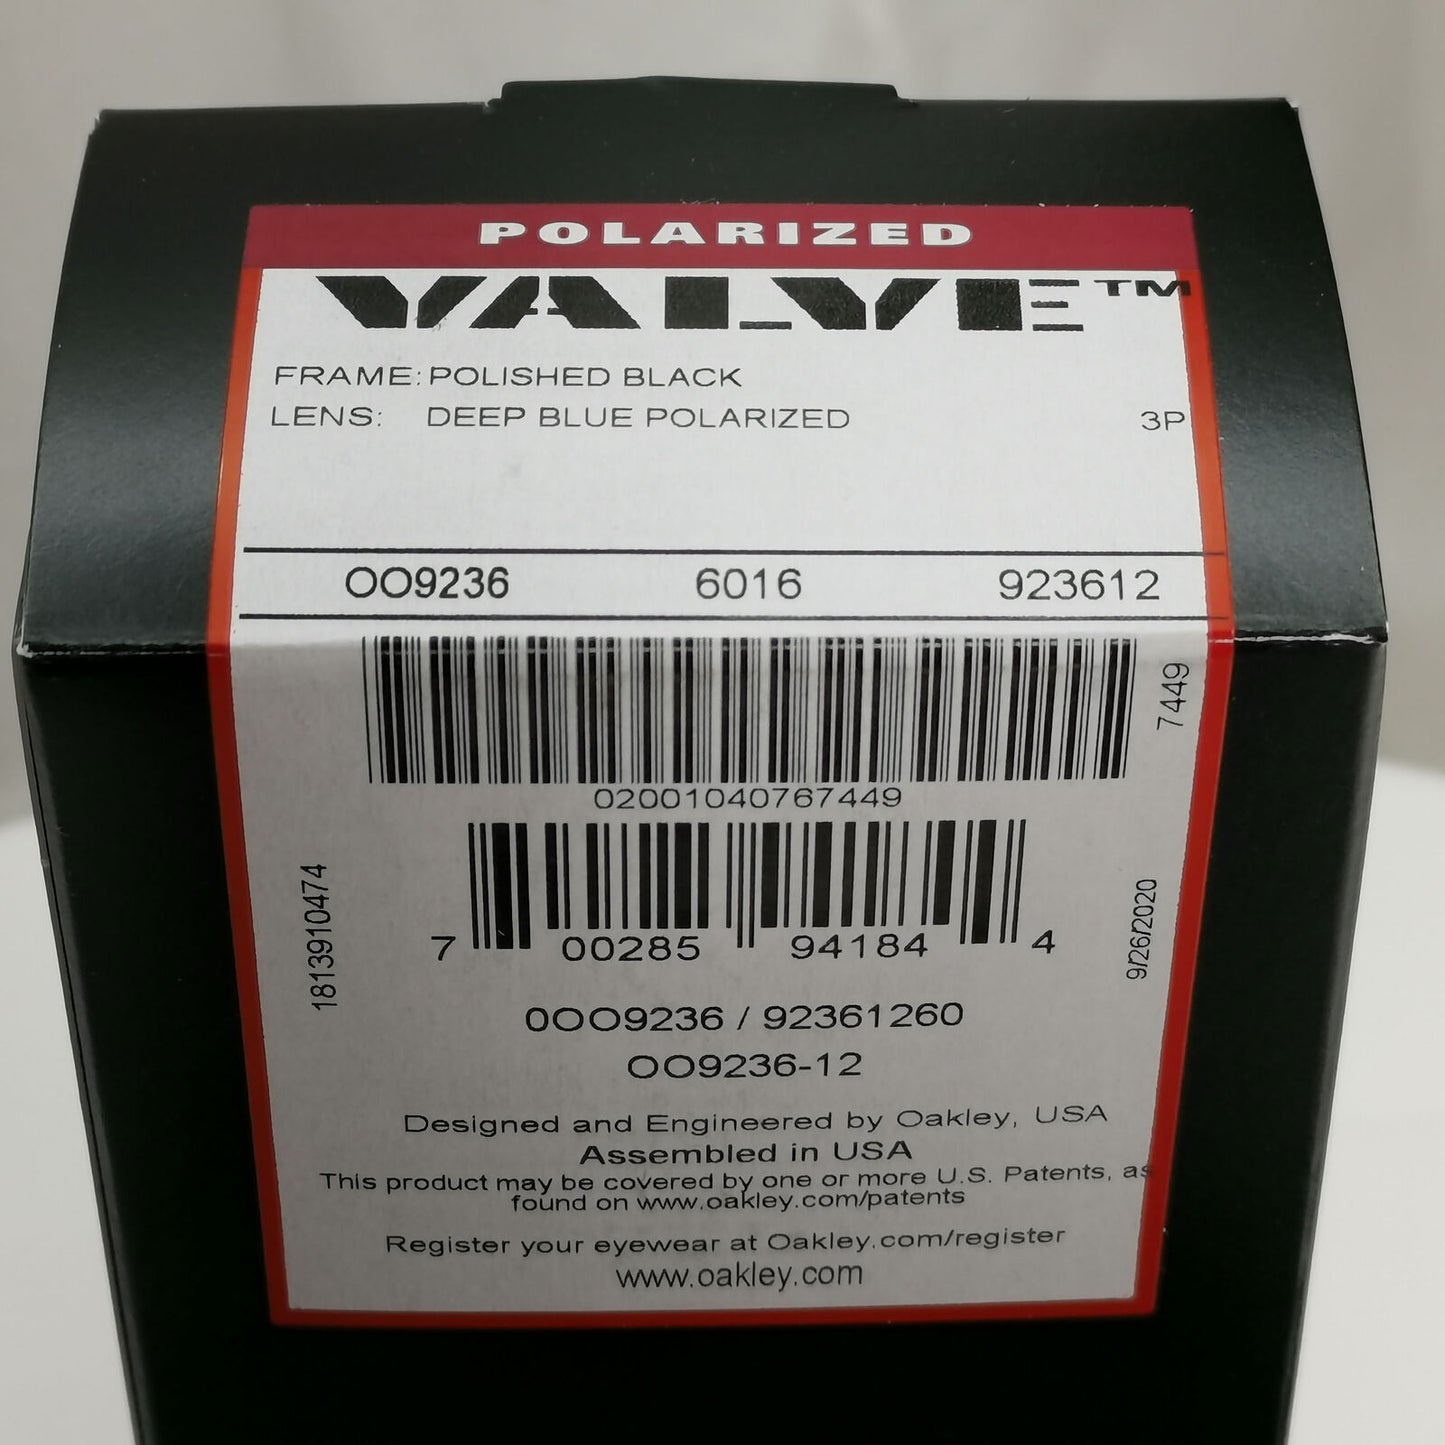 POLARIZED
VALVE™
FRAME: POLISHED BLACK
LENS: DEEP BLUE POLARIZED 3P
OO9236 6016 923612
7449
02001040767449
1813910474
9/26/2020
7 00285 94184 4
0OO9236 / 92361260
OO9236-12
Designed and Engineered by Oakley, USA
Assembled in USA
This product may be covered by one or more U.S. Patents, as
found on www.oakley.com/patents
Register your eyewear at Oakley.com/register
www.oakley.com